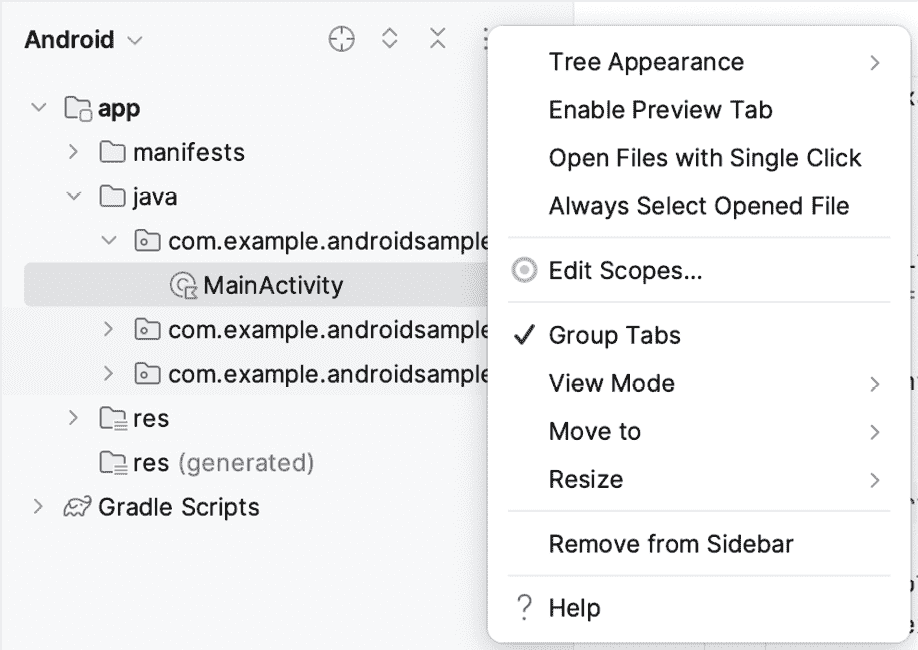 Android
app
manifests
java
com.example.androidsample
MainActivity
com.example.androidsample
com.example.androidsample
res
res (generated)
Gradle Scripts
Tree Appearance
Enable Preview Tab
Open Files with Single Click
Always Select Opened File
Edit Scopes...
Group Tabs
View Mode
Move to
Resize
Remove from Sidebar
? Help